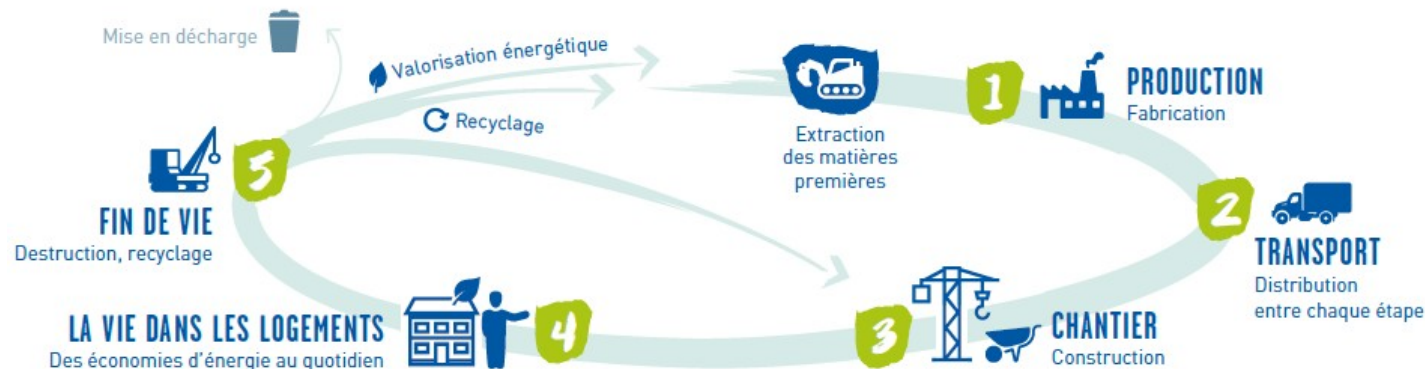 Mise en décharge
Valorisation énergétique
Recyclage
Extraction
des matières
premières
1
PRODUCTION
Fabrication
2
TRANSPORT
Distribution
entre chaque étape
3
CHANTIER
Construction
4
LA VIE DANS LES LOGEMENTS
Des économies d'énergie au quotidien
5
FIN DE VIE
Destruction, recyclage